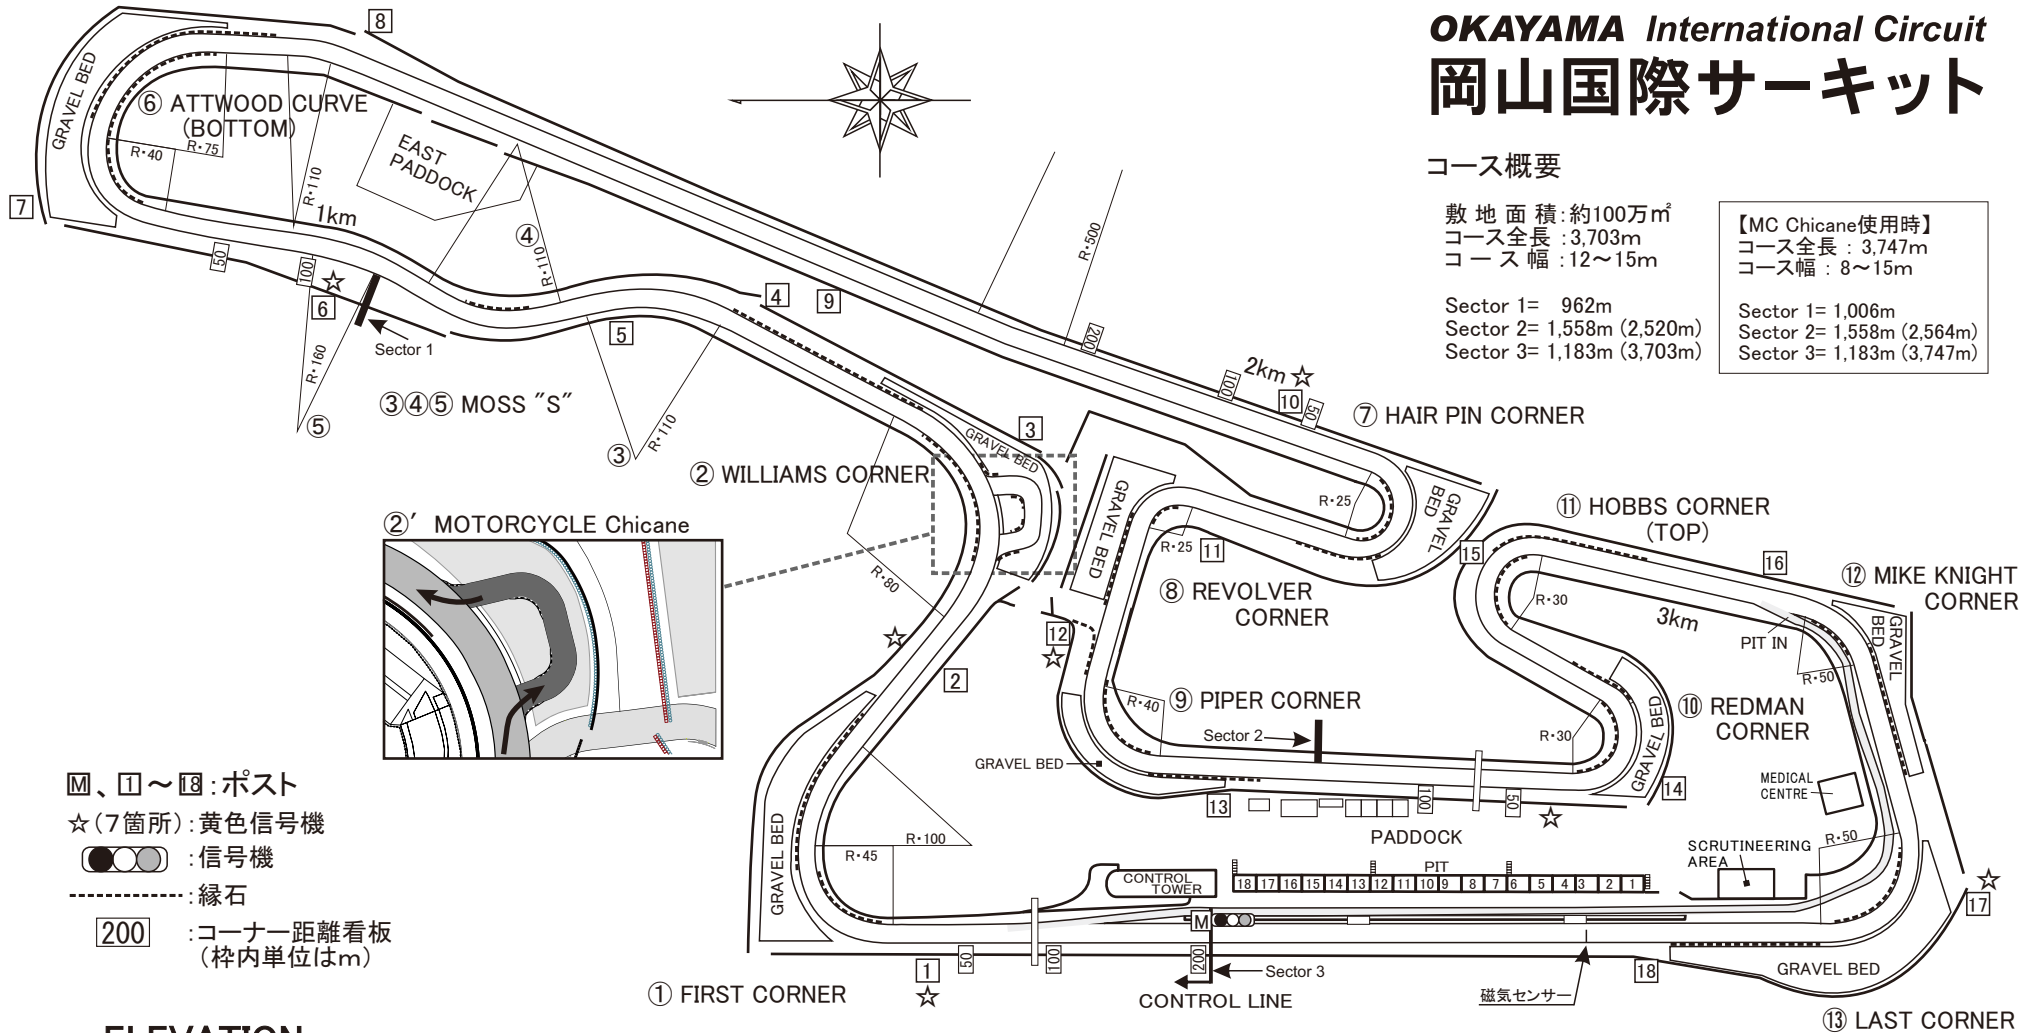 OKAYAMA International Circuit
岡山国際サーキット
コース概要
敷地面積:約100万㎡
コース全長:3,703m
コース幅:12～15m
Sector 1= 962m
Sector 2= 1,558m (2,520m)
Sector 3= 1,183m (3,703m)
【MC Chicane使用時】
コース全長：3,747m
コース幅：8～15m
Sector 1= 1,006m
Sector 2= 1,558m (2,564m)
Sector 3= 1,183m (3,747m)
8
GRAVEL BED
⑥ ATTWOOD CURVE
(BOTTOM)
R・40
R・75
R・110
EAST
PADDOCK
7
1km
④
R・110
R・500
50
100
☆
6
Sector 1
R・160
⑤
③④⑤ MOSS "S"
5
4
9
③
R・110
200
2km ☆
100
10
50
⑦ HAIR PIN CORNER
② WILLIAMS CORNER
3
GRAVEL BED
R・80
②′ MOTORCYCLE Chicane
GRAVEL BED
R・25
GRAVEL
BED
R・25
11
⑧ REVOLVER
CORNER
15
⑪ HOBBS CORNER
(TOP)
16
⑫ MIKE KNIGHT
CORNER
R・30
3km
PIT IN
GRAVEL
BED
R・50
☆
2
12
☆
R・40
⑨ PIPER CORNER
Sector 2
GRAVEL BED
R・30
⑩ REDMAN
CORNER
GRAVEL BED
14
13
100
50
☆
PADDOCK
MEDICAL
CENTRE
SCRUTINEERING
AREA
R・50
GRAVEL BED
R・100
R・45
CONTROL
TOWER
PIT
18 17 16 15 14 13 12 11 10 9 8 7 6 5 4 3 2 1
M
☆
17
1
☆
50
100
200
Sector 3
CONTROL LINE
磁気センサー
18
GRAVEL BED
① FIRST CORNER
⑬ LAST CORNER
M、1～18:ポスト
☆(7箇所):黄色信号機
:信号機
:縁石
200 :コーナー距離看板
(枠内単位はm)
ELEVATION